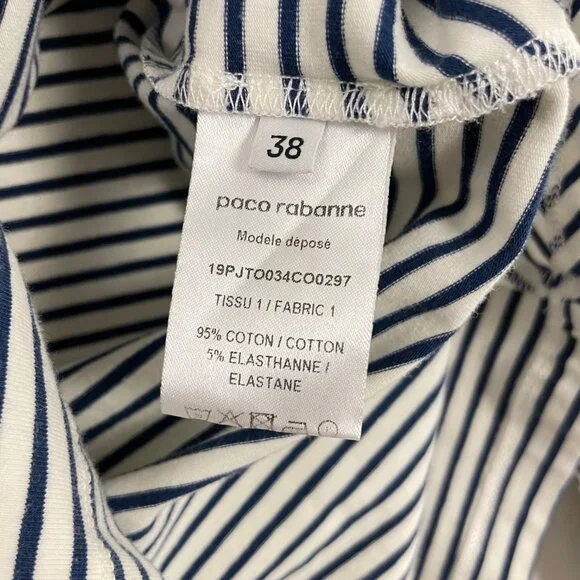 38
paco rabanne
Modèle déposé
19PJTO034CO0297
TISSU 1 / FABRIC 1
95% COTON / COTTON
5% ELASTHANNE /
ELASTANE